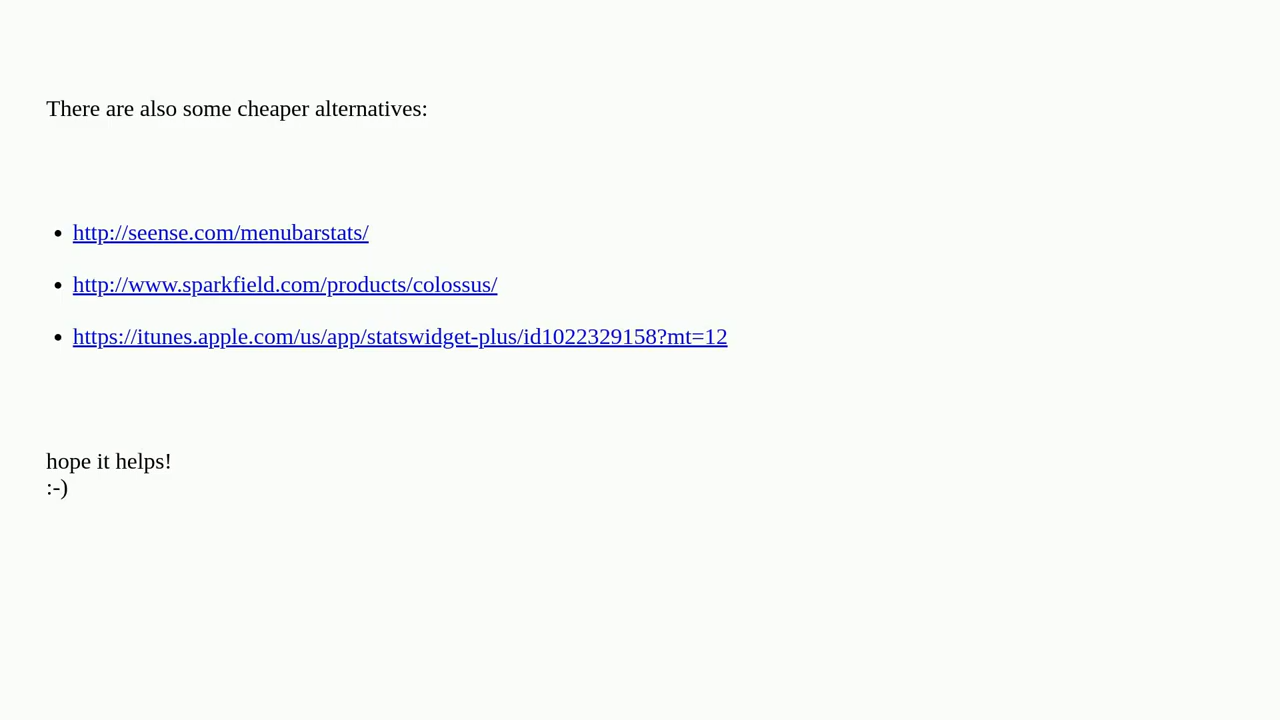 There are also some cheaper alternatives:
• http://seense.com/menubarstats/
• http://www.sparkfield.com/products/colossus/
• https://itunes.apple.com/us/app/statswidget-plus/id1022329158?mt=12
hope it helps!
:-)